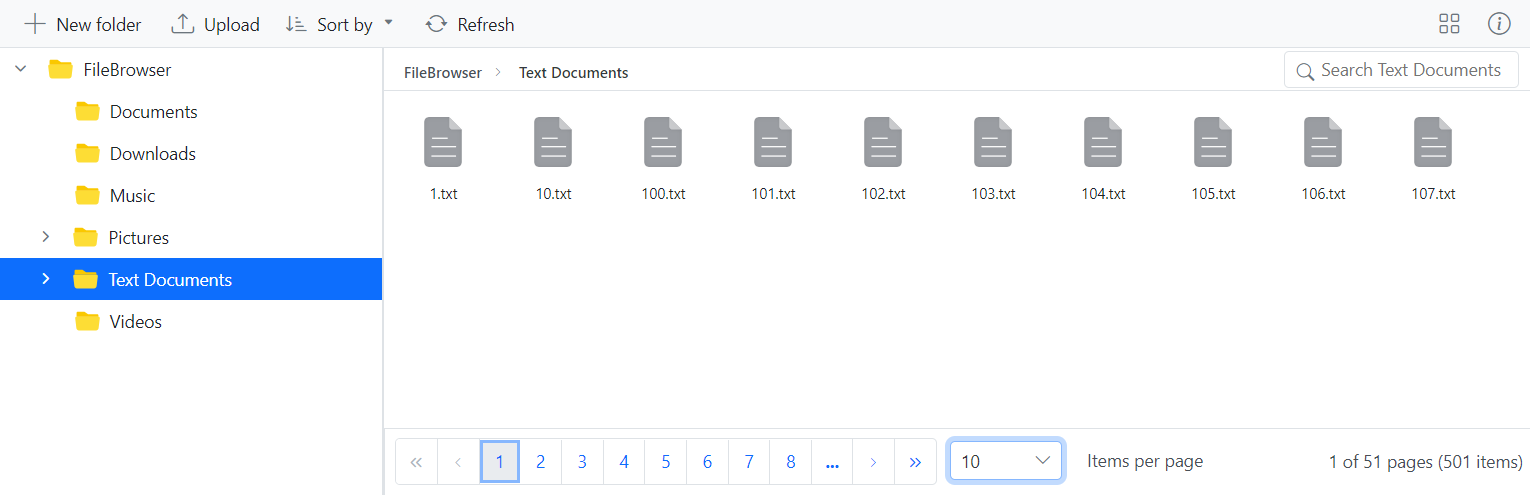 New folder Upload Sort by Refresh
FileBrowser
Documents
Downloads
Music
Pictures
Text Documents
Videos
FileBrowser > Text Documents
Search Text Documents
1.txt 10.txt 100.txt 101.txt 102.txt 103.txt 104.txt 105.txt 106.txt 107.txt
« ‹ 1 2 3 4 5 6 7 8 ... › » 10 Items per page 1 of 51 pages (501 items)